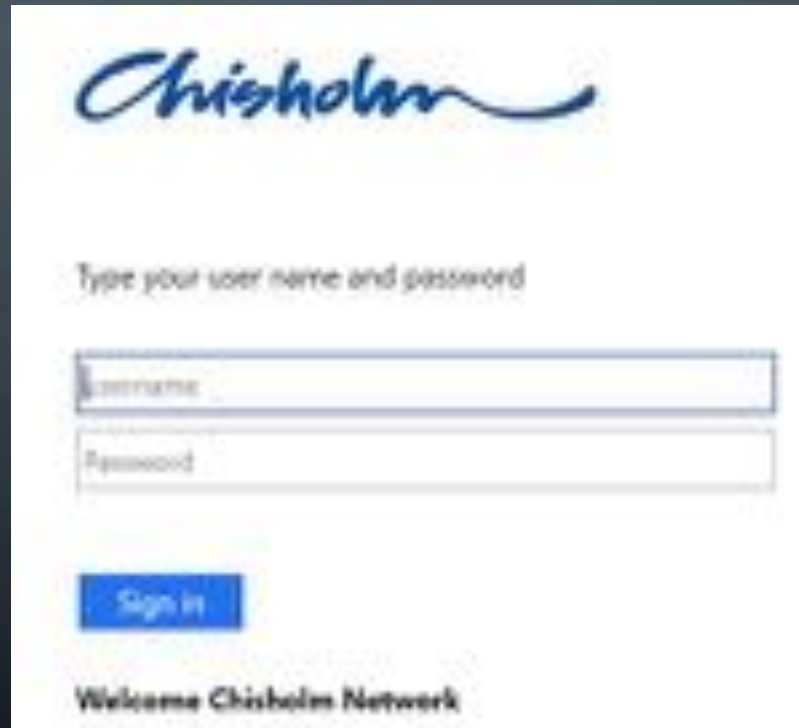 Chisholm
Type your user name and password
Username
Password
Sign in
Welcome Chisholm Network